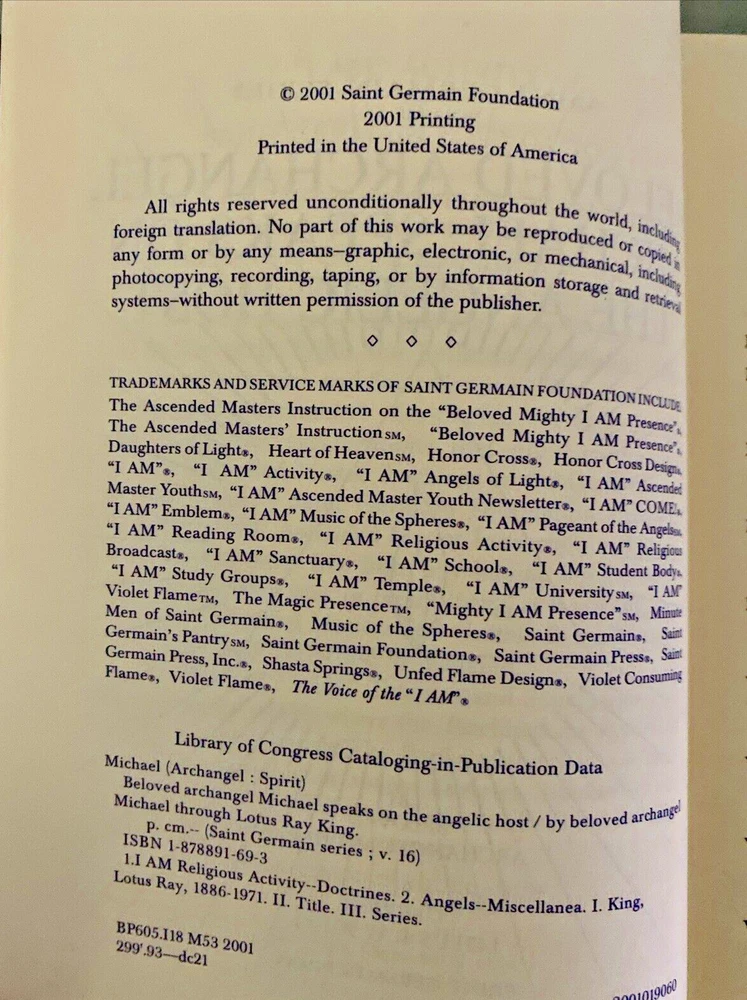 © 2001 Saint Germain Foundation
2001 Printing
Printed in the United States of America
All rights reserved unconditionally throughout the world, including
foreign translation. No part of this work may be reproduced or copied in
any form or by any means–graphic, electronic, or mechanical, including
photocopying, recording, taping, or by information storage and retrieval
systems–without written permission of the publisher.
◇ ◇ ◇
TRADEMARKS AND SERVICE MARKS OF SAINT GERMAIN FOUNDATION INCLUDE
The Ascended Masters Instruction on the “Beloved Mighty I AM Presence”
The Ascended Masters’ Instruction℠, “Beloved Mighty I AM Presence”
Daughters of Light®, Heart of Heaven℠, Honor Cross®, Honor Cross Design
“I AM”®, “I AM” Activity®, “I AM” Angels of Light®, “I AM” Ascended
Master Youth℠, “I AM” Ascended Master Youth Newsletter®, “I AM” COME!
“I AM” Emblem®, “I AM” Music of the Spheres®, “I AM” Pageant of the Angels
“I AM” Reading Room®, “I AM” Religious Activity®, “I AM” Religious
Broadcast®, “I AM” Sanctuary®, “I AM” School®, “I AM” Student Body
“I AM” Study Groups®, “I AM” Temple®, “I AM” University℠, “I AM”
Violet Flame™, The Magic Presence™, “Mighty I AM Presence”℠, Minute
Men of Saint Germain®, Music of the Spheres®, Saint Germain®, Saint
Germain’s Pantry℠, Saint Germain Foundation®, Saint Germain Press®, Saint
Germain Press, Inc.®, Shasta Springs®, Unfed Flame Design®, Violet Consuming
Flame®, Violet Flame®, The Voice of the “I AM”®
Library of Congress Cataloging-in-Publication Data
Michael (Archangel : Spirit)
Beloved archangel Michael speaks on the angelic host / by beloved archangel
Michael through Lotus Ray King.
p. cm.-- (Saint Germain series ; v. 16)
ISBN 1-878891-69-3
1.I AM Religious Activity--Doctrines. 2. Angels--Miscellanea. I. King,
Lotus Ray, 1886-1971. II. Title. III. Series.
BP605.I18 M53 2001
299'.93—dc21
2001019060